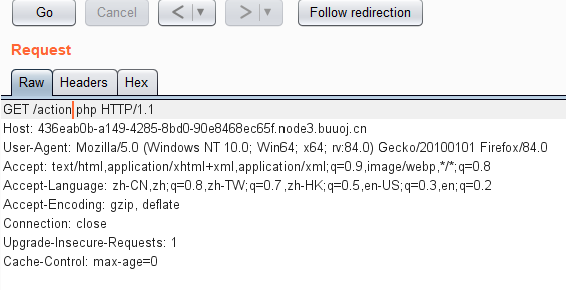 Go Cancel < | ▼ > | ▼ Follow redirection
Request
Raw Headers Hex
GET /action.php HTTP/1.1
Host: 436eab0b-a149-4285-8bd0-90e8468ec65f.node3.buuoj.cn
User-Agent: Mozilla/5.0 (Windows NT 10.0; Win64; x64; rv:84.0) Gecko/20100101 Firefox/84.0
Accept: text/html,application/xhtml+xml,application/xml;q=0.9,image/webp,*/*;q=0.8
Accept-Language: zh-CN,zh;q=0.8,zh-TW;q=0.7,zh-HK;q=0.5,en-US;q=0.3,en;q=0.2
Accept-Encoding: gzip, deflate
Connection: close
Upgrade-Insecure-Requests: 1
Cache-Control: max-age=0